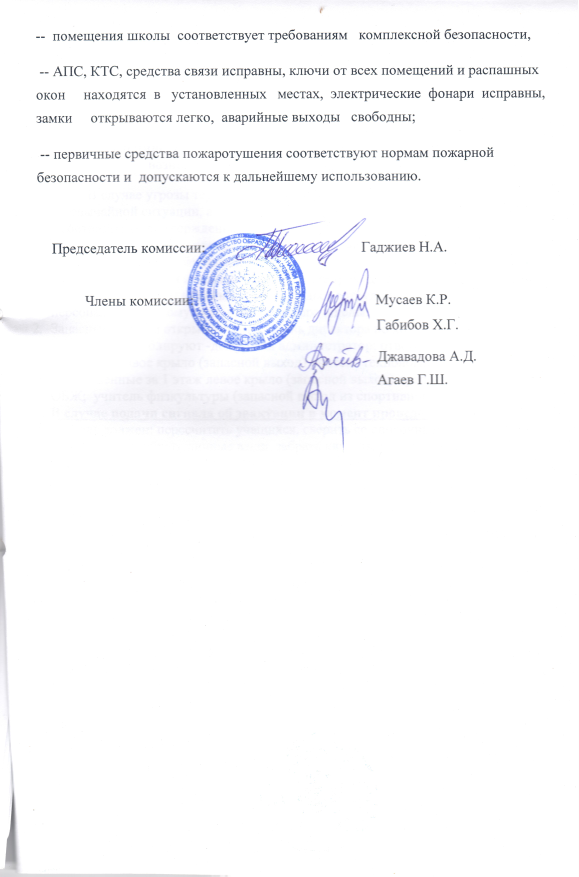 -- помещения школы соответствует требованиям комплексной безопасности,
-- АПС, КТС, средства связи исправны, ключи от всех помещений и распашных
окон находятся в установленных местах, электрические фонари исправны,
замки открываются легко, аварийные выходы свободны;
-- первичные средства пожаротушения соответствуют нормам пожарной
безопасности и допускаются к дальнейшему использованию.
Председатель комиссии: Гаджиев Н.А.
Члены комиссии: Мусаев К.Р.
Габибов Х.Г.
Джавадова А.Д.
Агаев Г.Ш.